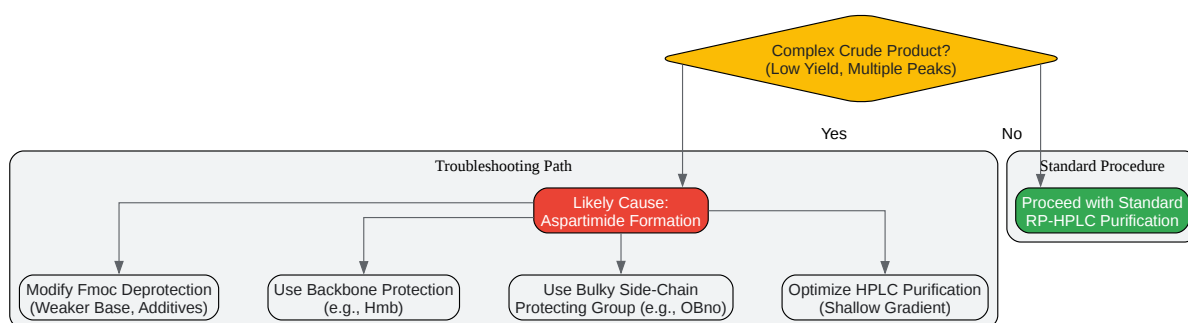 Complex Crude Product?
(Low Yield, Multiple Peaks)
Yes
No
Troubleshooting Path
Standard Procedure
Likely Cause:
Aspartimide Formation
Proceed with Standard
RP-HPLC Purification
Modify Fmoc Deprotection
(Weaker Base, Additives)
Use Backbone Protection
(e.g., Hmb)
Use Bulky Side-Chain
Protecting Group (e.g., OBno)
Optimize HPLC Purification
(Shallow Gradient)